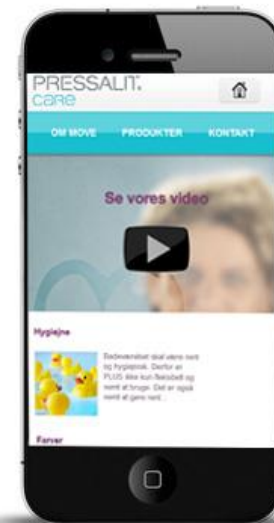 PRESSALIT
care
OM MOVE PRODUKTER KONTAKT
Se vores video
Hygiejne
Badeværelset skal være rent
og hygiejnisk. Derfor er
PLUS ikke kun fleksibelt og
nemt at bruge. Det er også
nemt at gøre rent...
Farver